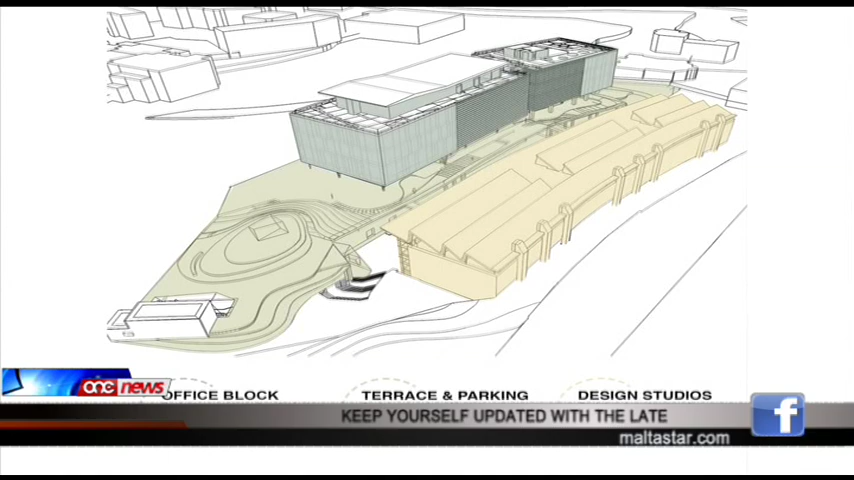 OFFICE BLOCK
TERRACE & PARKING
DESIGN STUDIOS
one news
KEEP YOURSELF UPDATED WITH THE LATE
maltastar.com
f